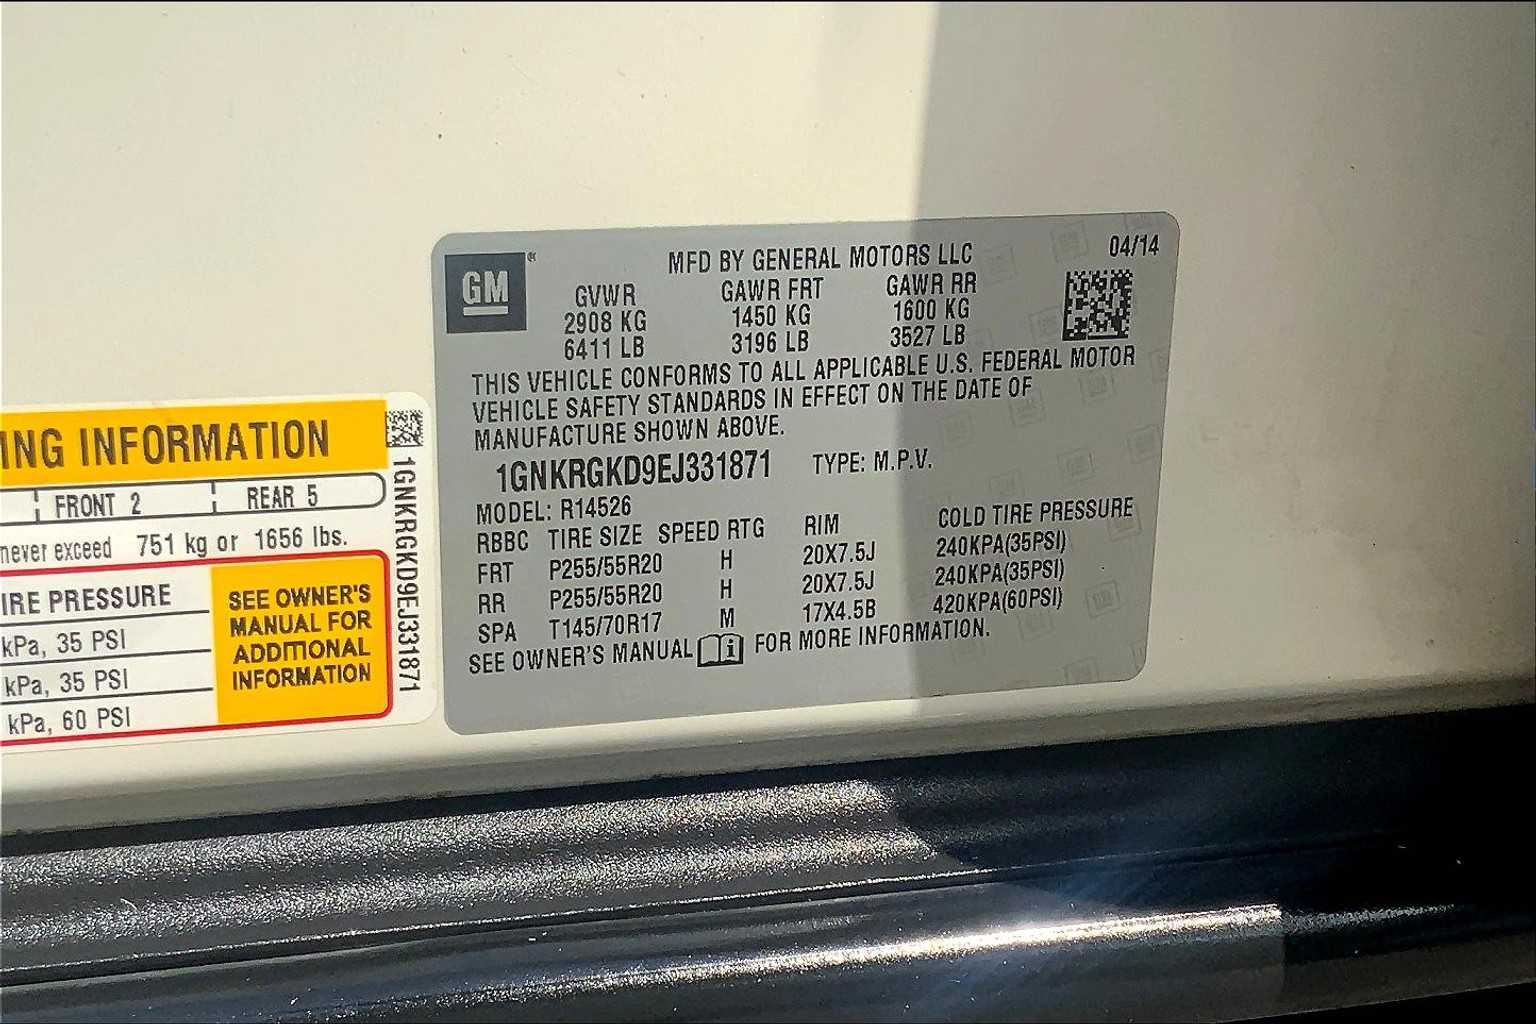 GM®
MFD BY GENERAL MOTORS LLC 04/14
GVWR GAWR FRT GAWR RR
2908 KG 1450 KG 1600 KG
6411 LB 3196 LB 3527 LB
THIS VEHICLE CONFORMS TO ALL APPLICABLE U.S. FEDERAL MOTOR
VEHICLE SAFETY STANDARDS IN EFFECT ON THE DATE OF
MANUFACTURE SHOWN ABOVE.
1GNKRGKD9EJ331871 TYPE: M.P.V.
MODEL: R14526
RBBC TIRE SIZE SPEED RTG RIM COLD TIRE PRESSURE
FRT P255/55R20 H 20X7.5J 240KPA(35PSI)
RR P255/55R20 H 20X7.5J 240KPA(35PSI)
SPA T145/70R17 M 17X4.5B 420KPA(60PSI)
SEE OWNER'S MANUAL i FOR MORE INFORMATION.
ING INFORMATION
FRONT 2 REAR 5
never exceed 751 kg or 1656 lbs.
IRE PRESSURE
kPa, 35 PSI
kPa, 35 PSI
kPa, 60 PSI
SEE OWNER'S
MANUAL FOR
ADDITIONAL
INFORMATION
1GNKRGKD9EJ331871